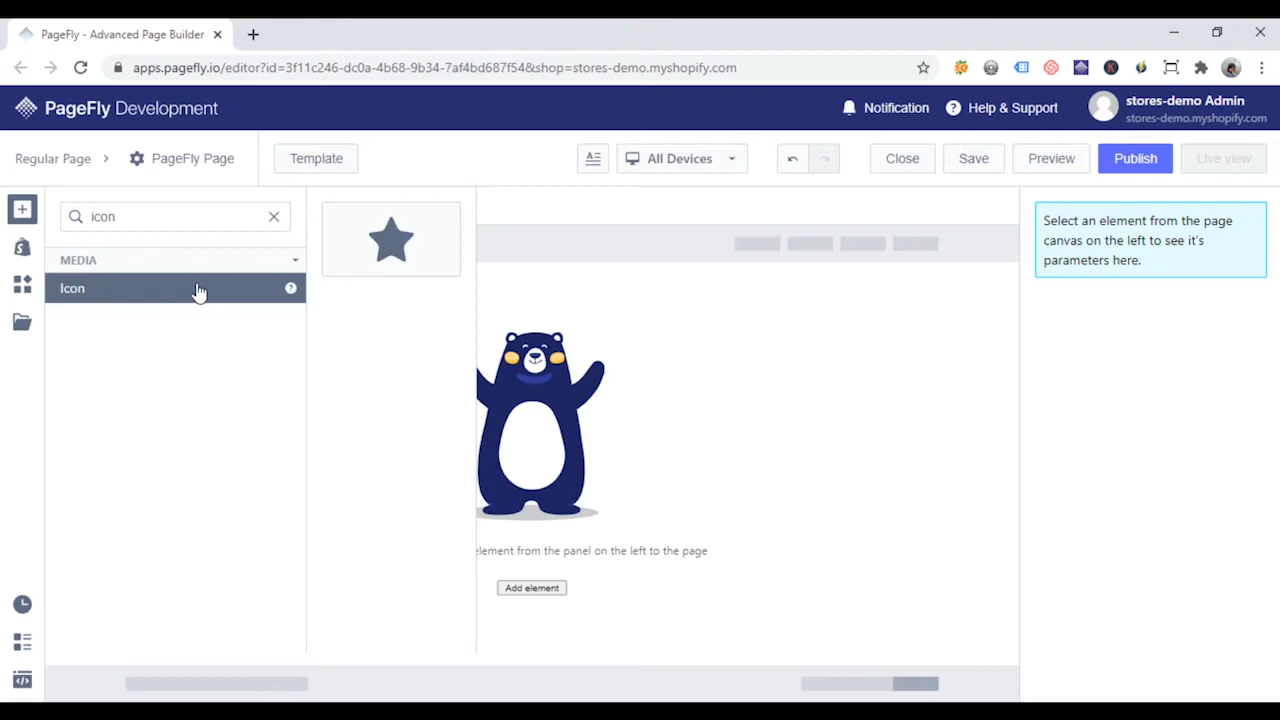 PageFly - Advanced Page Builder
apps.pagefly.io/editor?id=3f11c246-dc0a-4b68-9b34-7af4bd687f54&shop=stores-demo.myshopify.com
PageFly Development
Notification
Help & Support
stores-demo Admin
stores-demo.myshopify.com
Regular Page
PageFly Page
Template
All Devices
Close
Save
Preview
Publish
Live view
icon
MEDIA
Icon
Select an element from the page
canvas on the left to see it's
parameters here.
element from the panel on the left to the page
Add element